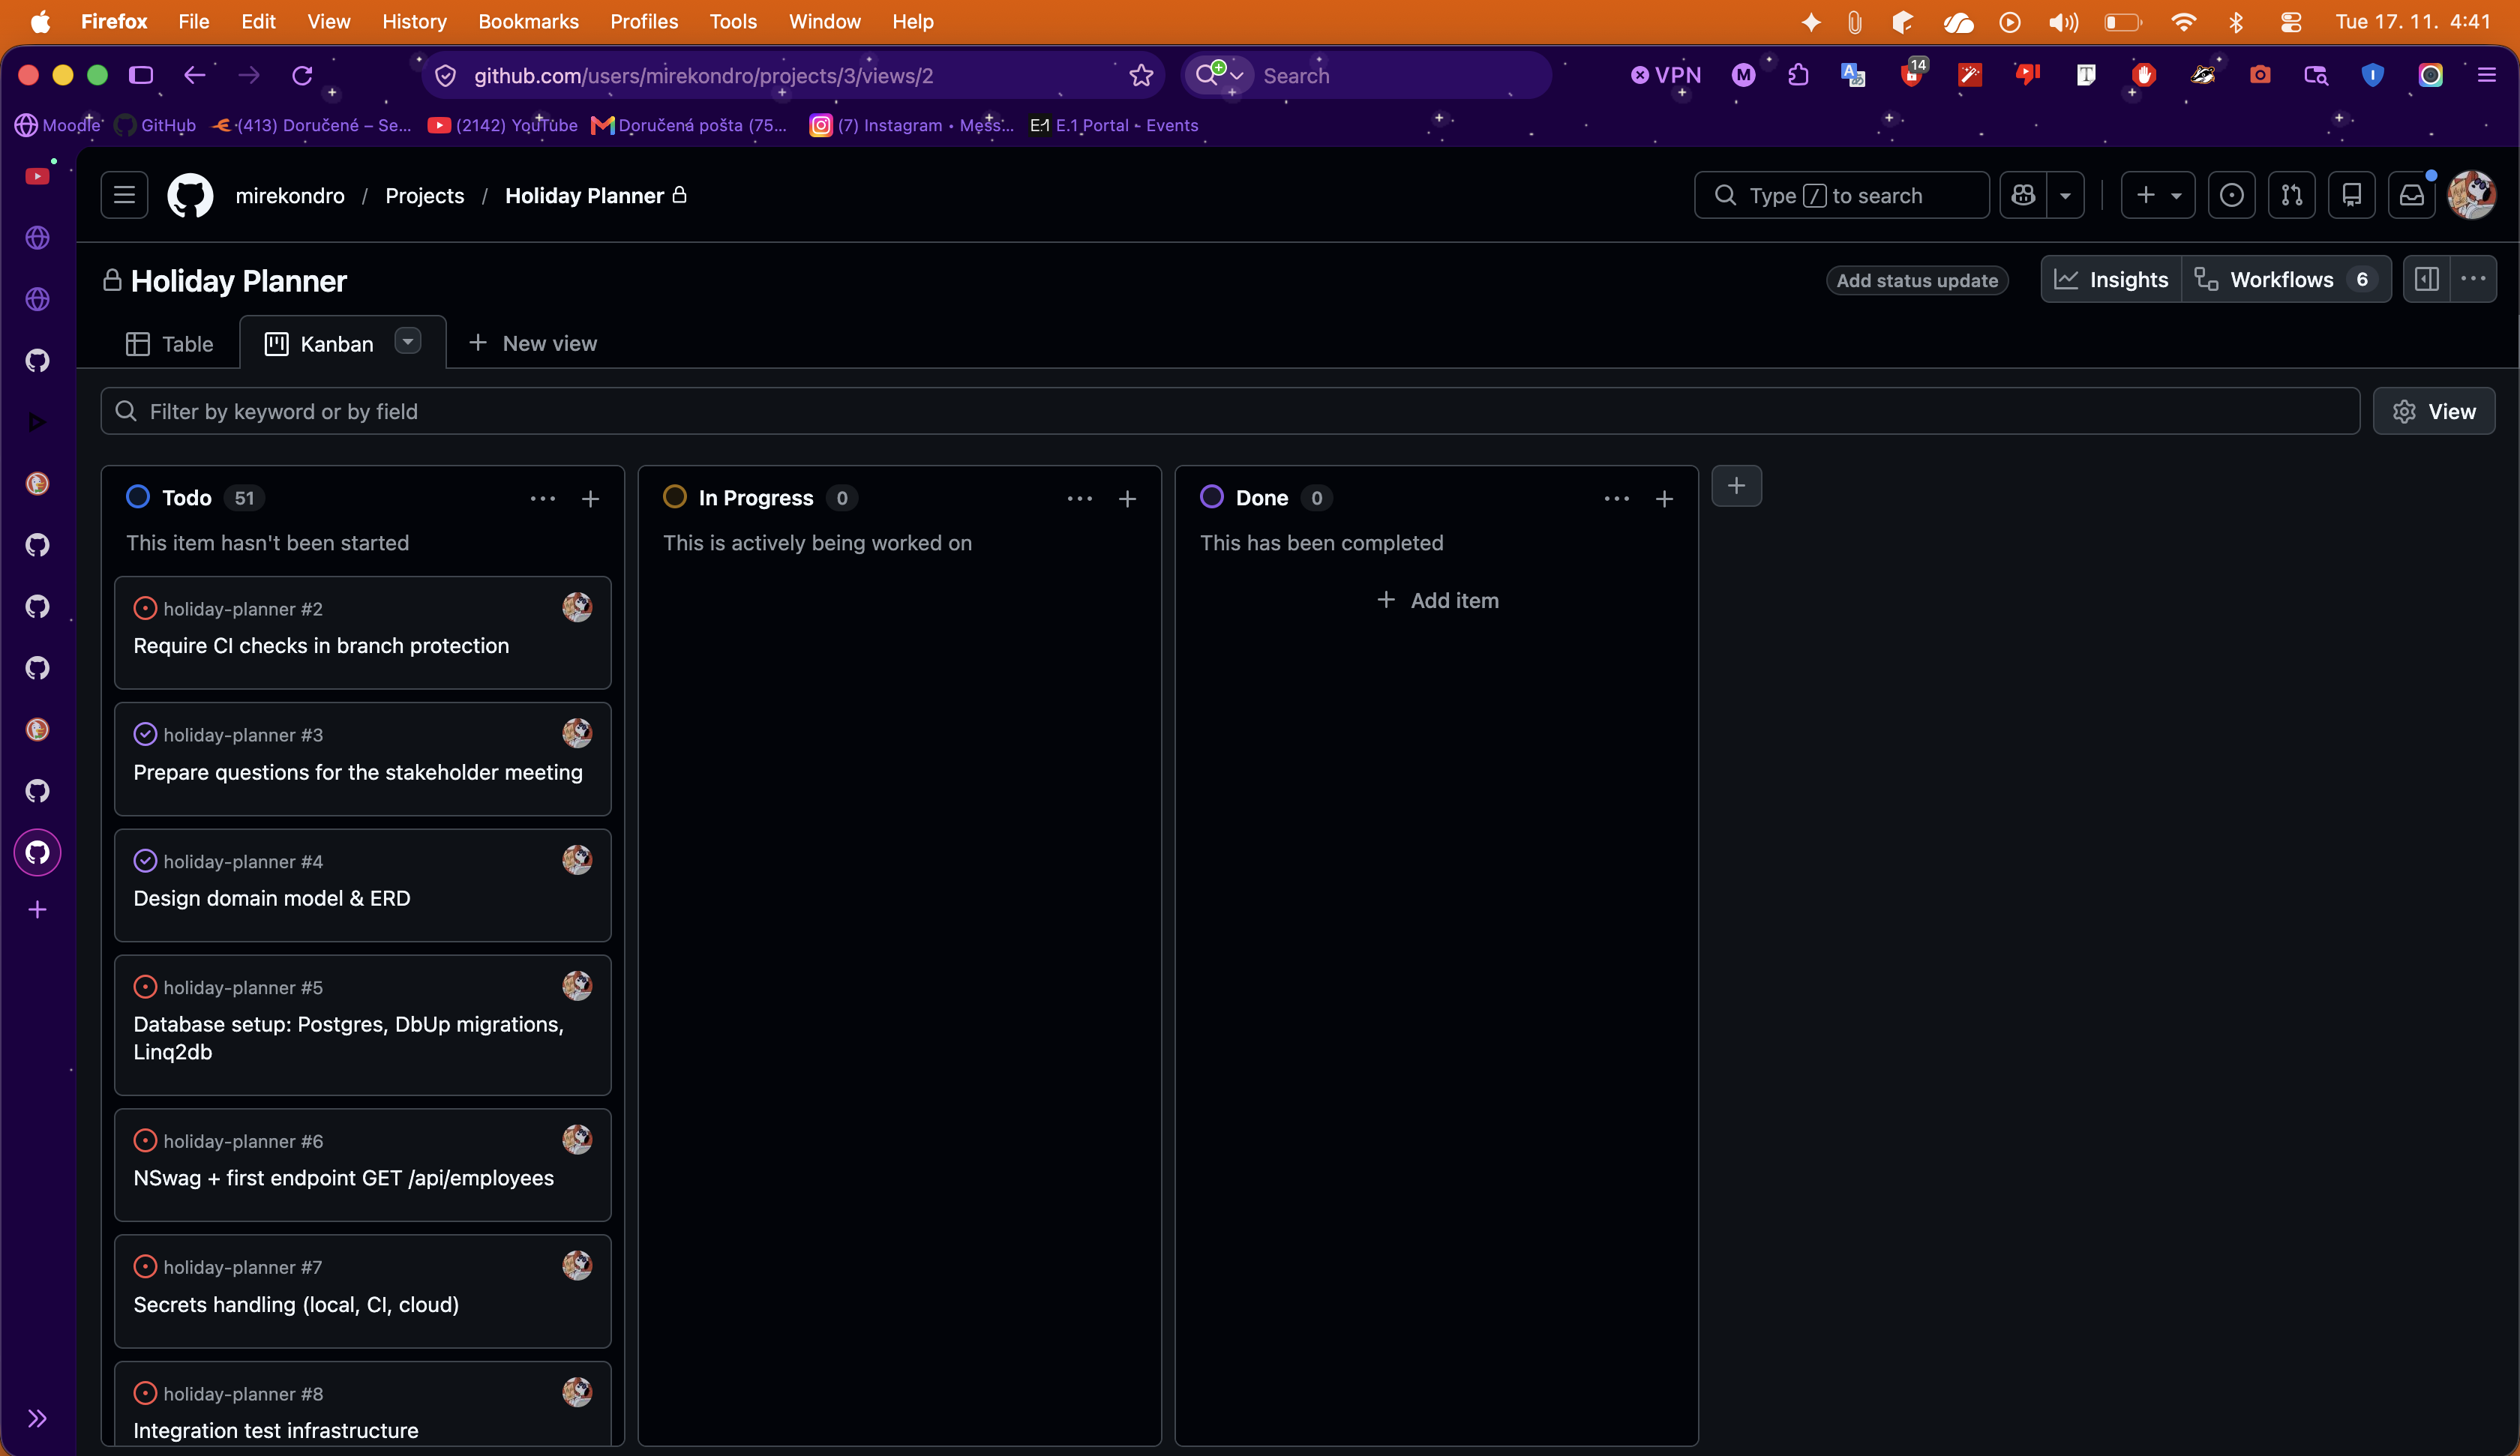 Firefox File Edit View History Bookmarks Profiles Tools Window Help Tue 17. 11. 4:41
github.com/users/mirekondro/projects/3/views/2 Search VPN M 14
Moodle GitHub (413) Doručené – Se... (2142) YouTube Doručená pošta (75... (7) Instagram • Mess... E.1 E.1 Portal - Events
mirekondro / Projects / Holiday Planner Type / to search
Holiday Planner Add status update Insights Workflows 6
Table Kanban New view
Filter by keyword or by field View
Todo 51
This item hasn't been started
holiday-planner #2
Require CI checks in branch protection
holiday-planner #3
Prepare questions for the stakeholder meeting
holiday-planner #4
Design domain model & ERD
holiday-planner #5
Database setup: Postgres, DbUp migrations,
Linq2db
holiday-planner #6
NSwag + first endpoint GET /api/employees
holiday-planner #7
Secrets handling (local, CI, cloud)
holiday-planner #8
Integration test infrastructure
In Progress 0
This is actively being worked on
Done 0
This has been completed
Add item